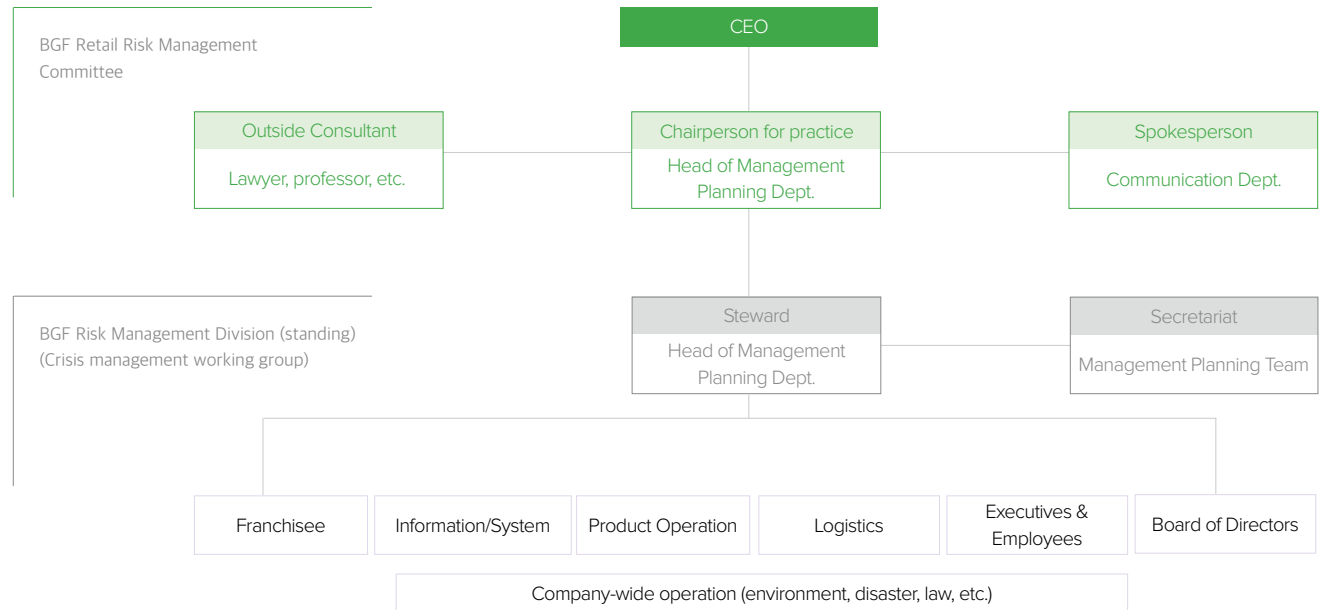 CEO
BGF Retail Risk Management
Committee
Outside Consultant
Lawyer, professor, etc.
Chairperson for practice
Head of Management
Planning Dept.
Spokesperson
Communication Dept.
BGF Risk Management Division (standing)
(Crisis management working group)
Steward
Head of Management
Planning Dept.
Secretariat
Management Planning Team
Franchisee
Information/System
Product Operation
Logistics
Executives &
Employees
Board of Directors
Company-wide operation (environment, disaster, law, etc.)